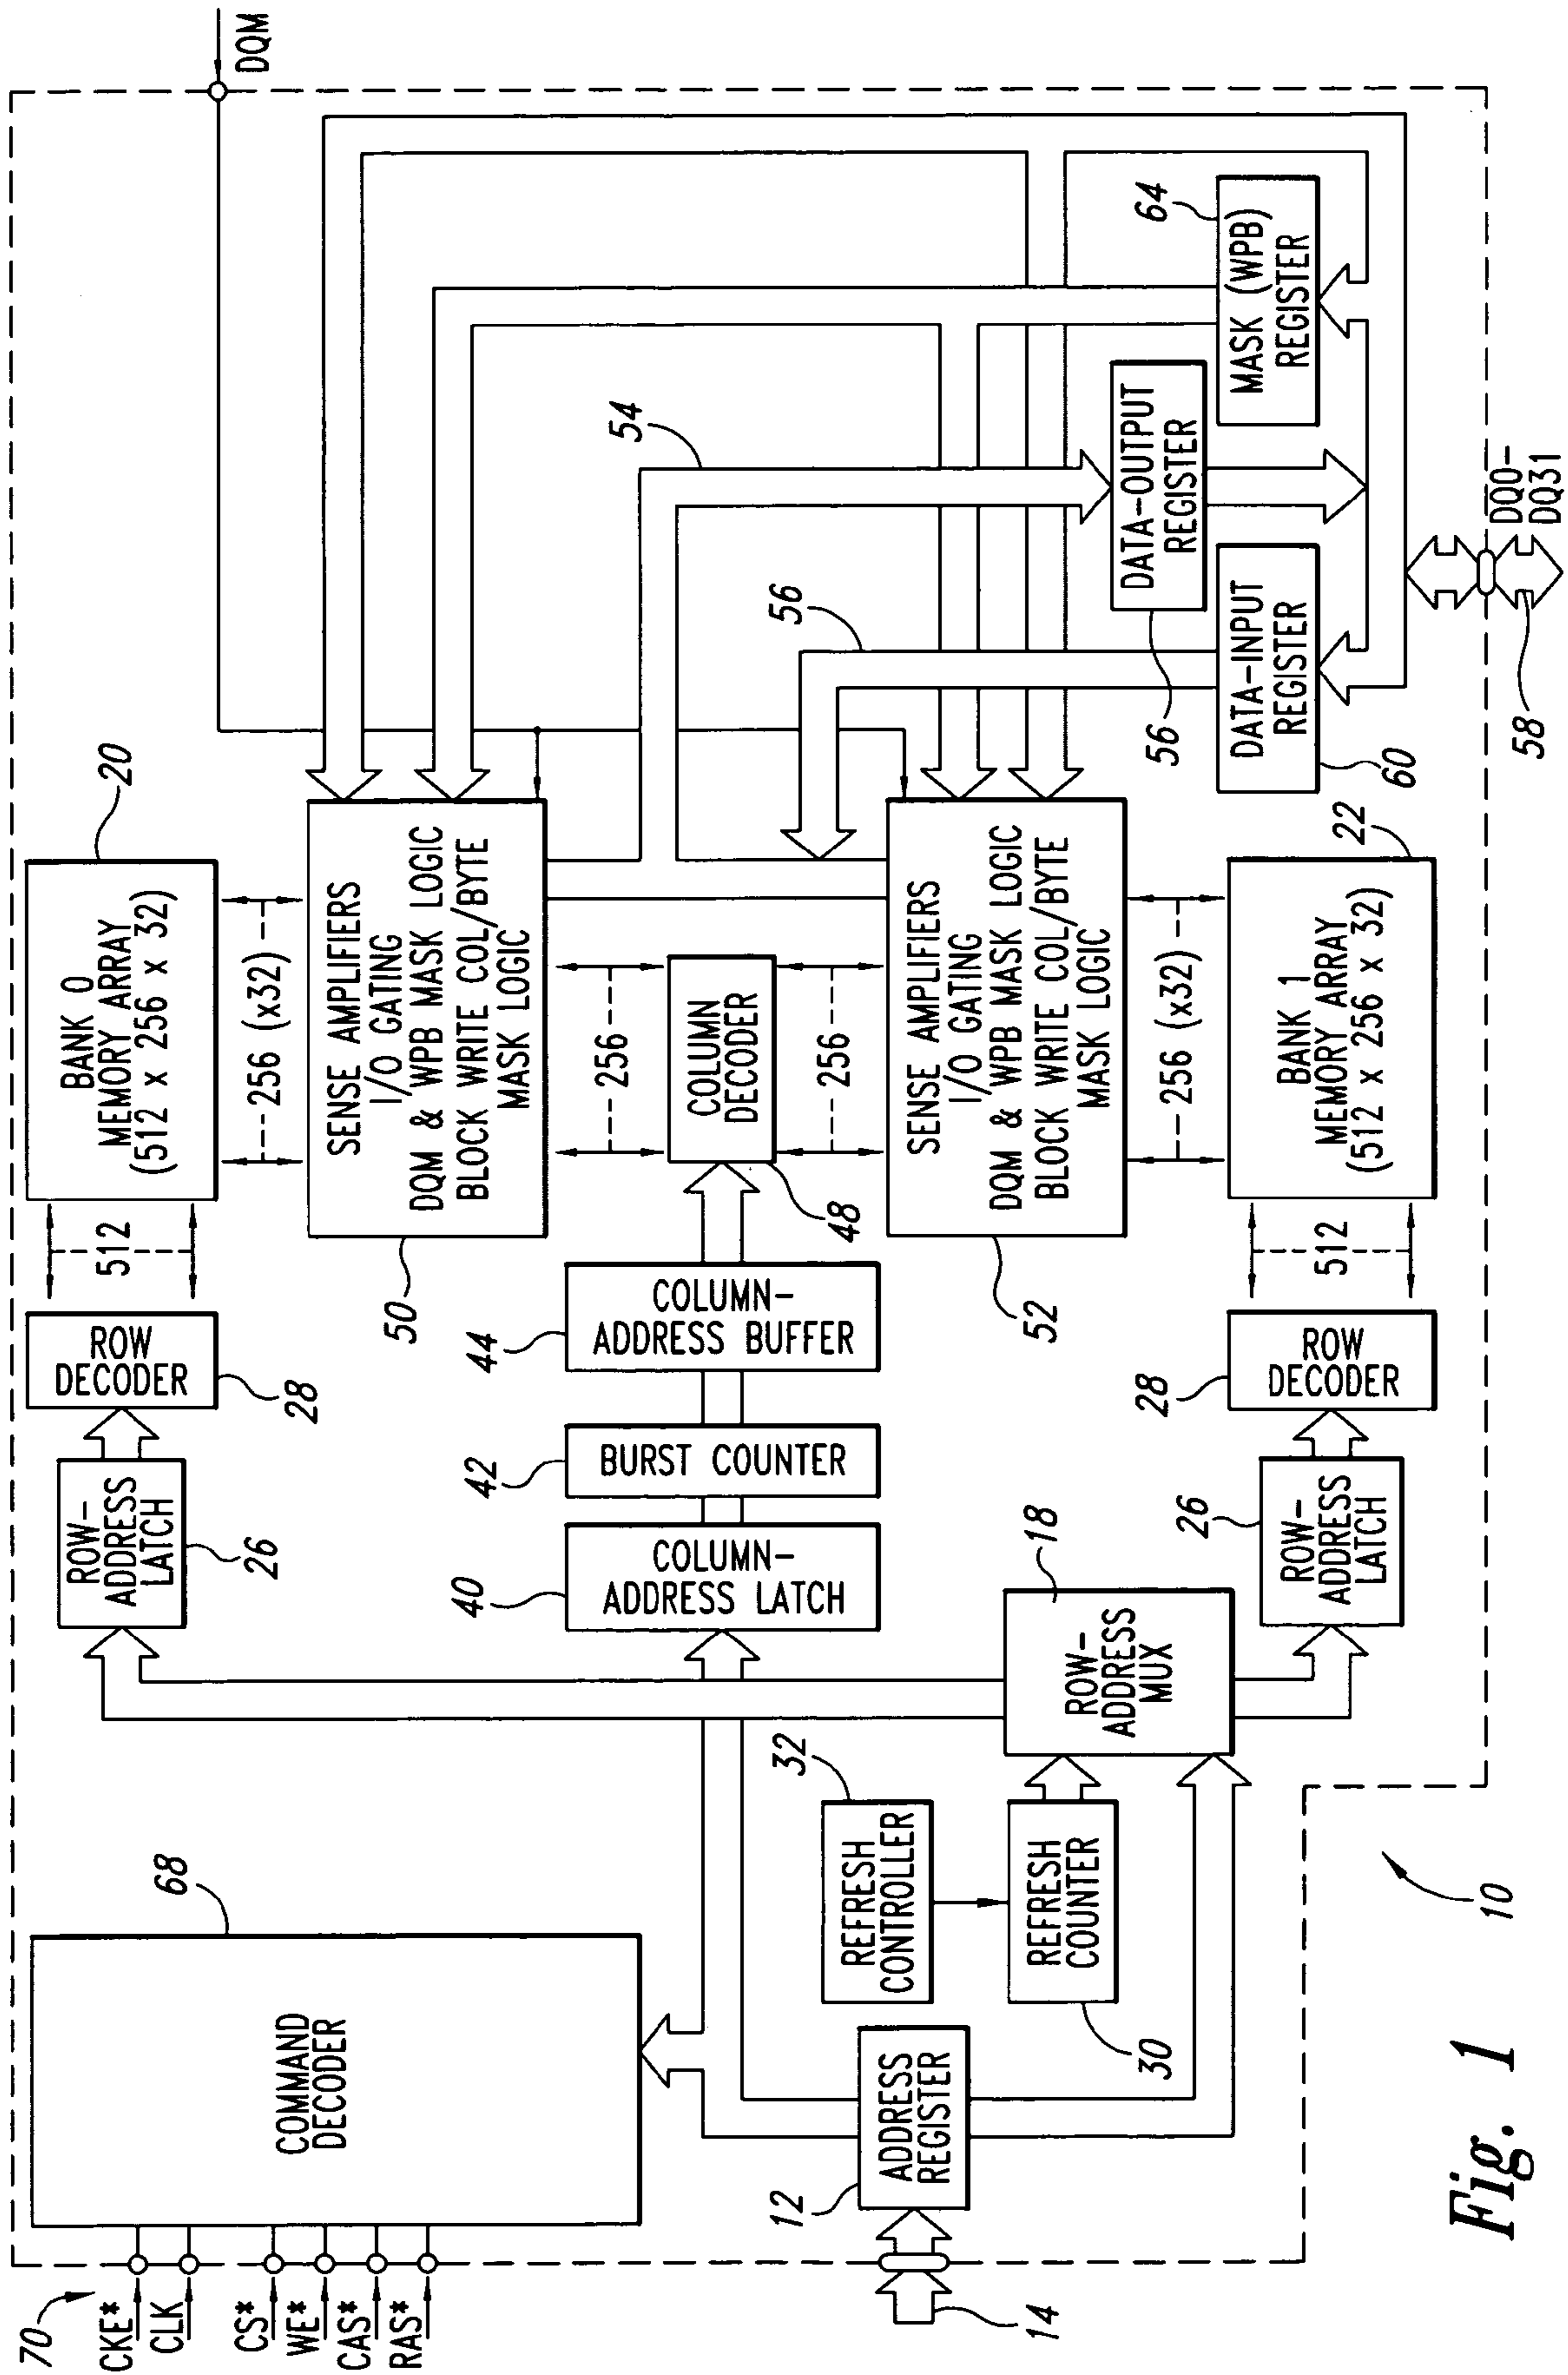 70
CKE*
CLK
CS*
WE*
CAS*
RAS*
COMMAND
DECODER
68
14
12
ADDRESS
REGISTER
REFRESH
CONTROLLER
32
REFRESH
COUNTER
30
ROW-
ADDRESS
MUX
18
ROW-
ADDRESS
LATCH
26
ROW
DECODER
28
512
BANK 0
MEMORY ARRAY
(512 x 256 x 32)
20
256 (x32)
SENSE AMPLIFIERS
I/O GATING
DQM & WPB MASK LOGIC
BLOCK WRITE COL/BYTE
MASK LOGIC
50
256
COLUMN-
ADDRESS LATCH
40
BURST COUNTER
42
COLUMN-
ADDRESS BUFFER
44
COLUMN
DECODER
48
256
SENSE AMPLIFIERS
I/O GATING
DQM & WPB MASK LOGIC
BLOCK WRITE COL/BYTE
MASK LOGIC
52
256 (x32)
ROW-
ADDRESS
LATCH
26
ROW
DECODER
28
512
BANK 1
MEMORY ARRAY
(512 x 256 x 32)
22
DQM
54
56
DATA-OUTPUT
REGISTER
56
DATA-INPUT
REGISTER
60
MASK (WPB)
REGISTER
64
DQ0-
DQ31
58
10
Fig. 1